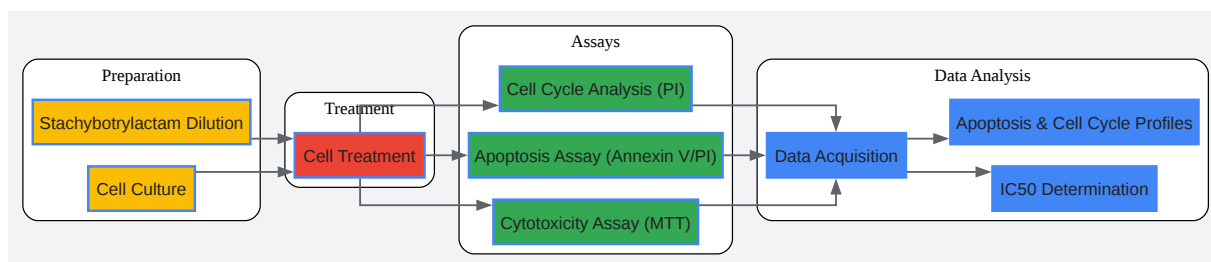 Preparation
Stachybotrylactam Dilution
Cell Culture
Treatment
Cell Treatment
Assays
Cell Cycle Analysis (PI)
Apoptosis Assay (Annexin V/PI)
Cytotoxicity Assay (MTT)
Data Analysis
Data Acquisition
Apoptosis & Cell Cycle Profiles
IC50 Determination